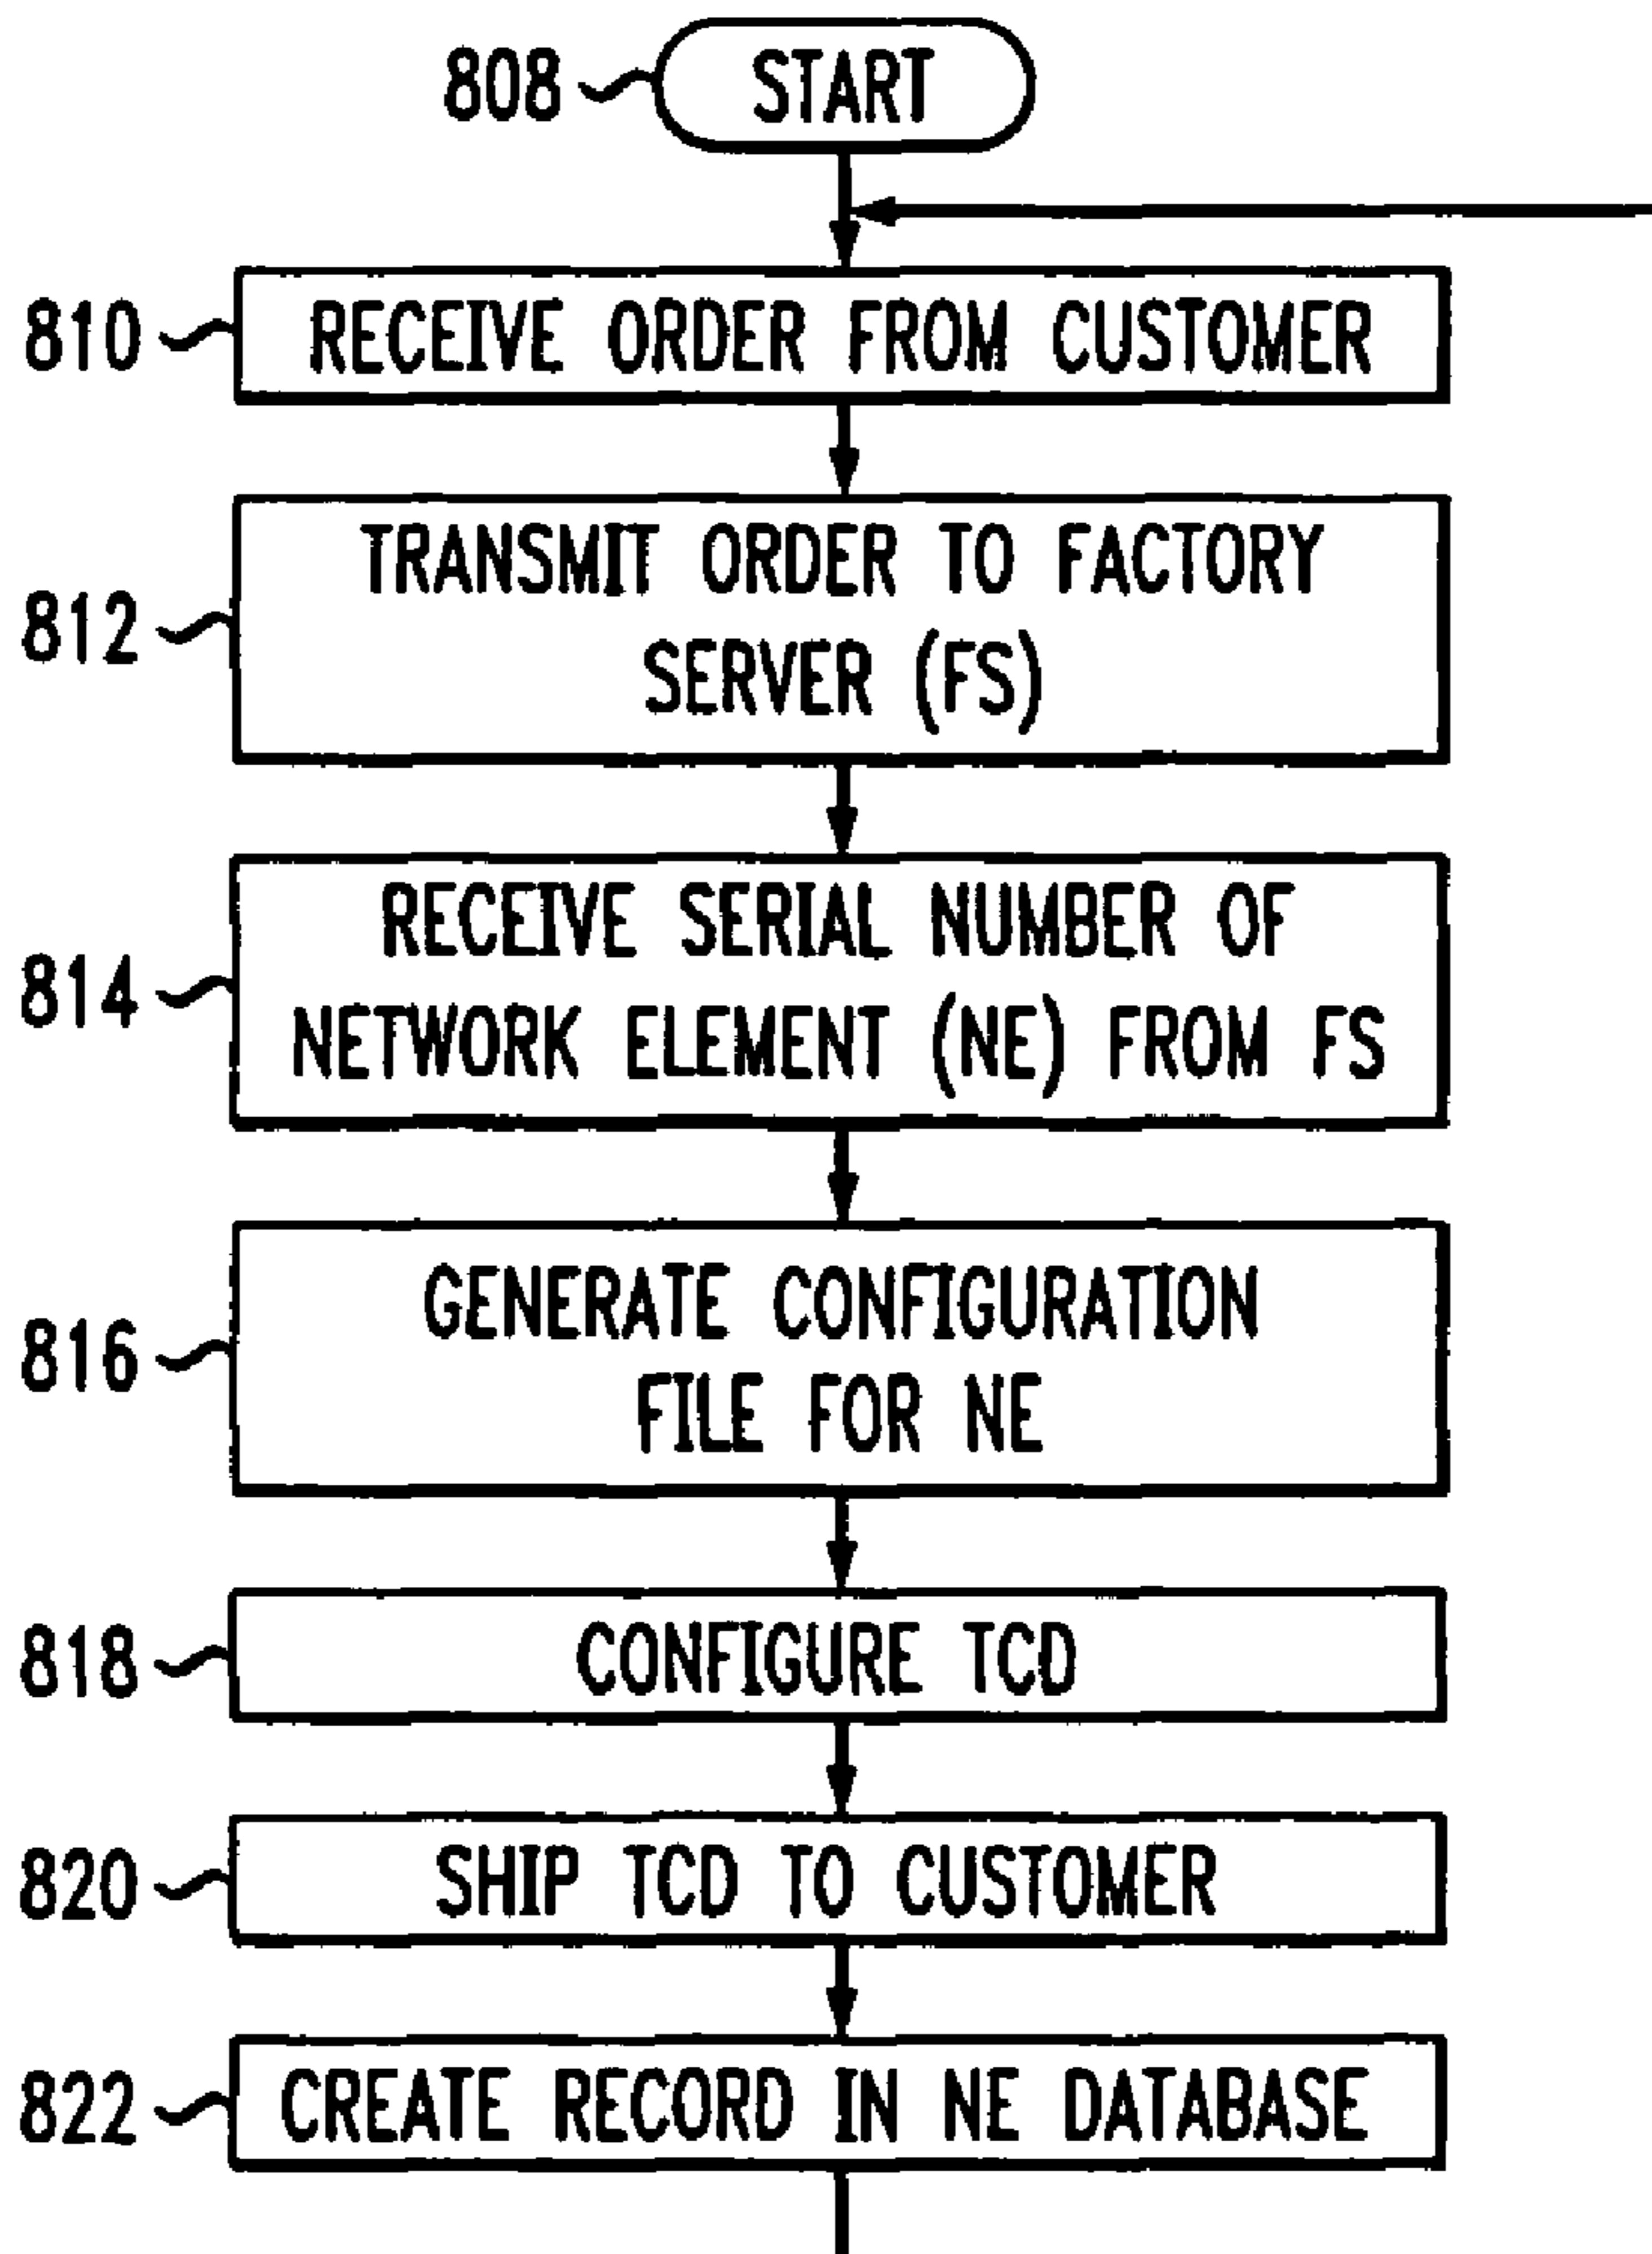 808
START
810
RECEIVE ORDER FROM CUSTOMER
812
TRANSMIT ORDER TO FACTORY
SERVER (FS)
814
RECEIVE SERIAL NUMBER OF
NETWORK ELEMENT (NE) FROM FS
816
GENERATE CONFIGURATION
FILE FOR NE
818
CONFIGURE TCD
820
SHIP TCD TO CUSTOMER
822
CREATE RECORD IN NE DATABASE